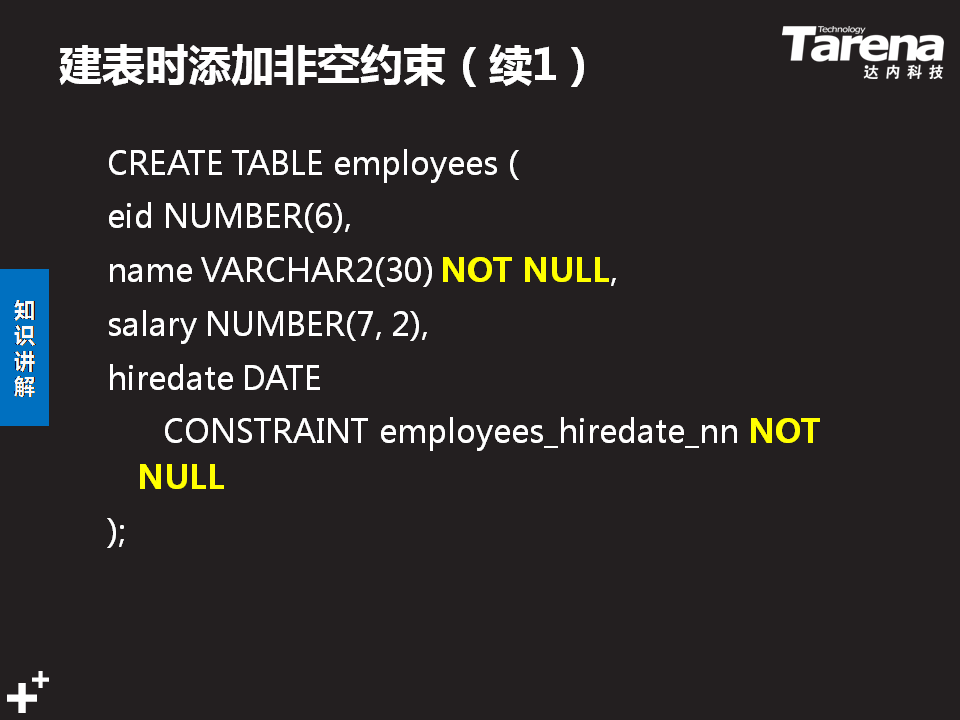 建表时添加非空约束（续1）
Technology
Tarena
达内科技
CREATE TABLE employees (
eid NUMBER(6),
name VARCHAR2(30) NOT NULL,
salary NUMBER(7, 2),
hiredate DATE
CONSTRAINT employees_hiredate_nn NOT
NULL
);
知
识
讲
解